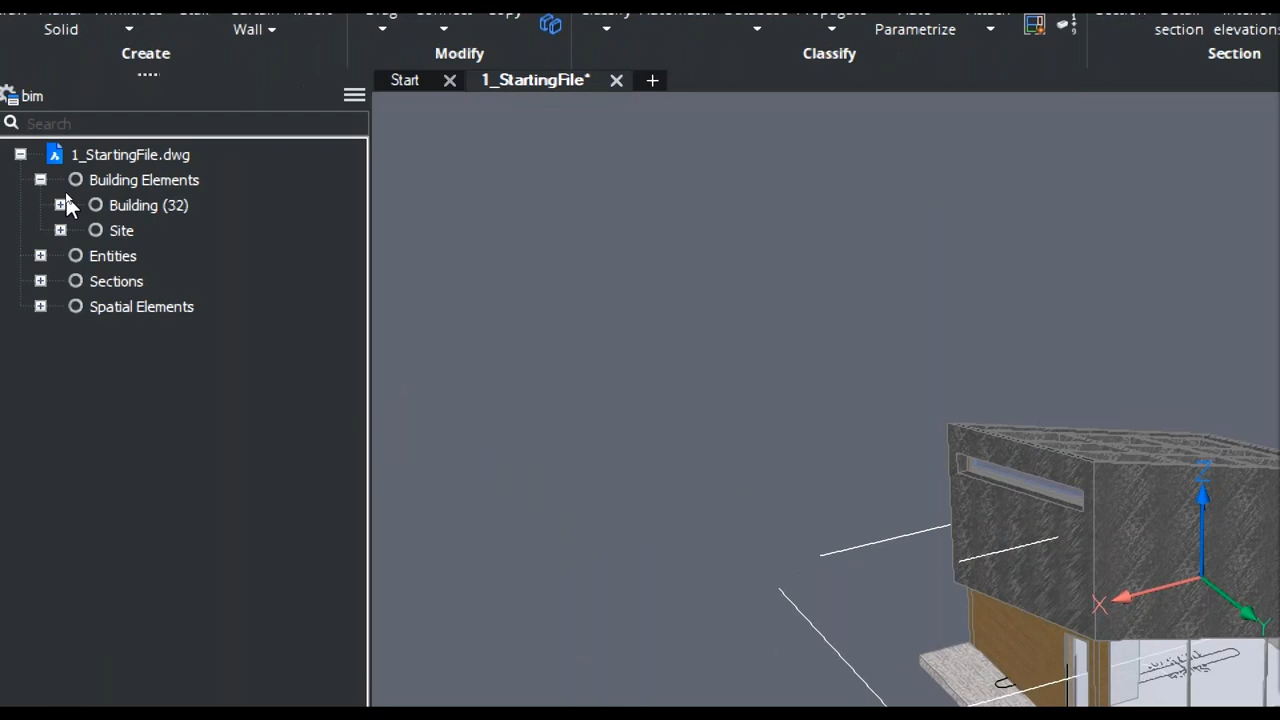 Solid
Wall
Parametrize
section
elevations
Create
Modify
Classify
Section
Start
1_StartingFile*
bim
Search
1_StartingFile.dwg
Building Elements
Building (32)
Site
Entities
Sections
Spatial Elements
Z
X
Y